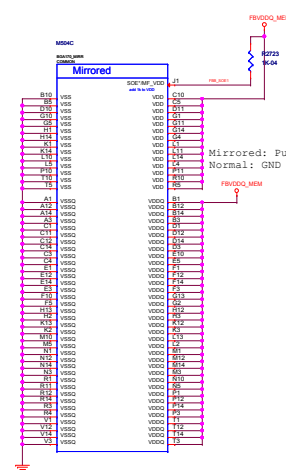 FBVDDQ_ME
M504C
BGA170_MIRR
COMMON
Mirrored
R2723
1K-04
SOE*/MF_VDD J1
B10 VSS VDD C10
B5 VSS VDD C5
D10 VSS VDD D11
G10 VSS VDD G1
G5 VSS VDD G11
H1 VSS VDD G14
H14 VSS VDD G4
K1 VSS VDD L1
K14 VSS VDD L11
L10 VSS VDD L14
L5 VSS VDD L4
P10 VSS VDD P11
T10 VSS VDD R10
T5 VSS VDD R5
Mirrored: Pu
Normal: GND
FBVDDQ_MEM
A1 VSSQ VDDQ B1
A12 VSSQ VDDQ B12
A14 VSSQ VDDQ B14
A3 VSSQ VDDQ B3
C1 VSSQ VDDQ D1
C11 VSSQ VDDQ D12
C12 VSSQ VDDQ D14
C14 VSSQ VDDQ D3
C3 VSSQ VDDQ E10
C4 VSSQ VDDQ E5
E1 VSSQ VDDQ F1
E12 VSSQ VDDQ F12
E14 VSSQ VDDQ F14
E3 VSSQ VDDQ F3
F10 VSSQ VDDQ G13
F5 VSSQ VDDQ G2
H13 VSSQ VDDQ H12
H2 VSSQ VDDQ H3
K13 VSSQ VDDQ K12
K2 VSSQ VDDQ K3
M10 VSSQ VDDQ L13
M5 VSSQ VDDQ L2
N1 VSSQ VDDQ M1
N12 VSSQ VDDQ M12
N14 VSSQ VDDQ M14
N3 VSSQ VDDQ M3
R1 VSSQ VDDQ N10
R11 VSSQ VDDQ N5
R12 VSSQ VDDQ P1
R14 VSSQ VDDQ P12
R3 VSSQ VDDQ P14
R4 VSSQ VDDQ P3
V1 VSSQ VDDQ T1
V12 VSSQ VDDQ T12
V14 VSSQ VDDQ T14
V3 VSSQ VDDQ T3